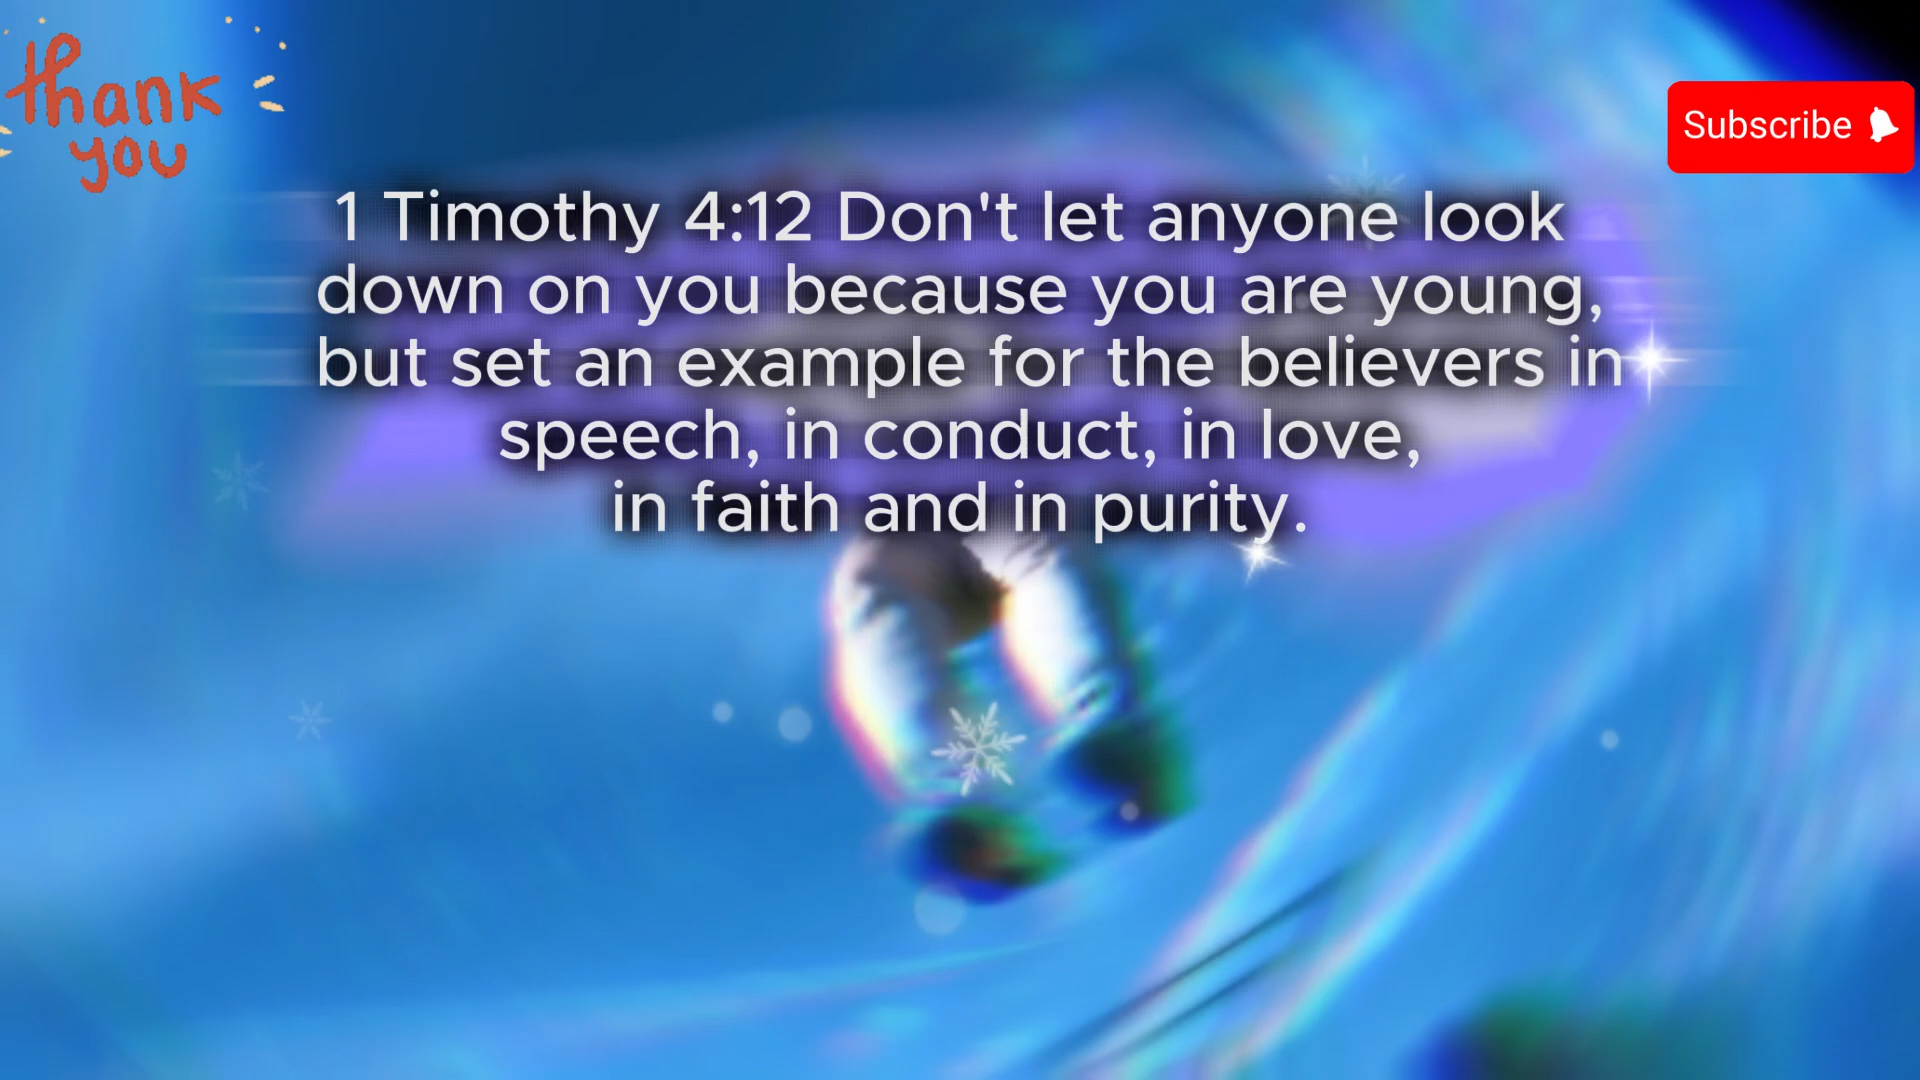 thank
you
Subscribe
1 Timothy 4:12 Don't let anyone look
down on you because you are young,
but set an example for the believers in
speech, in conduct, in love,
in faith and in purity.